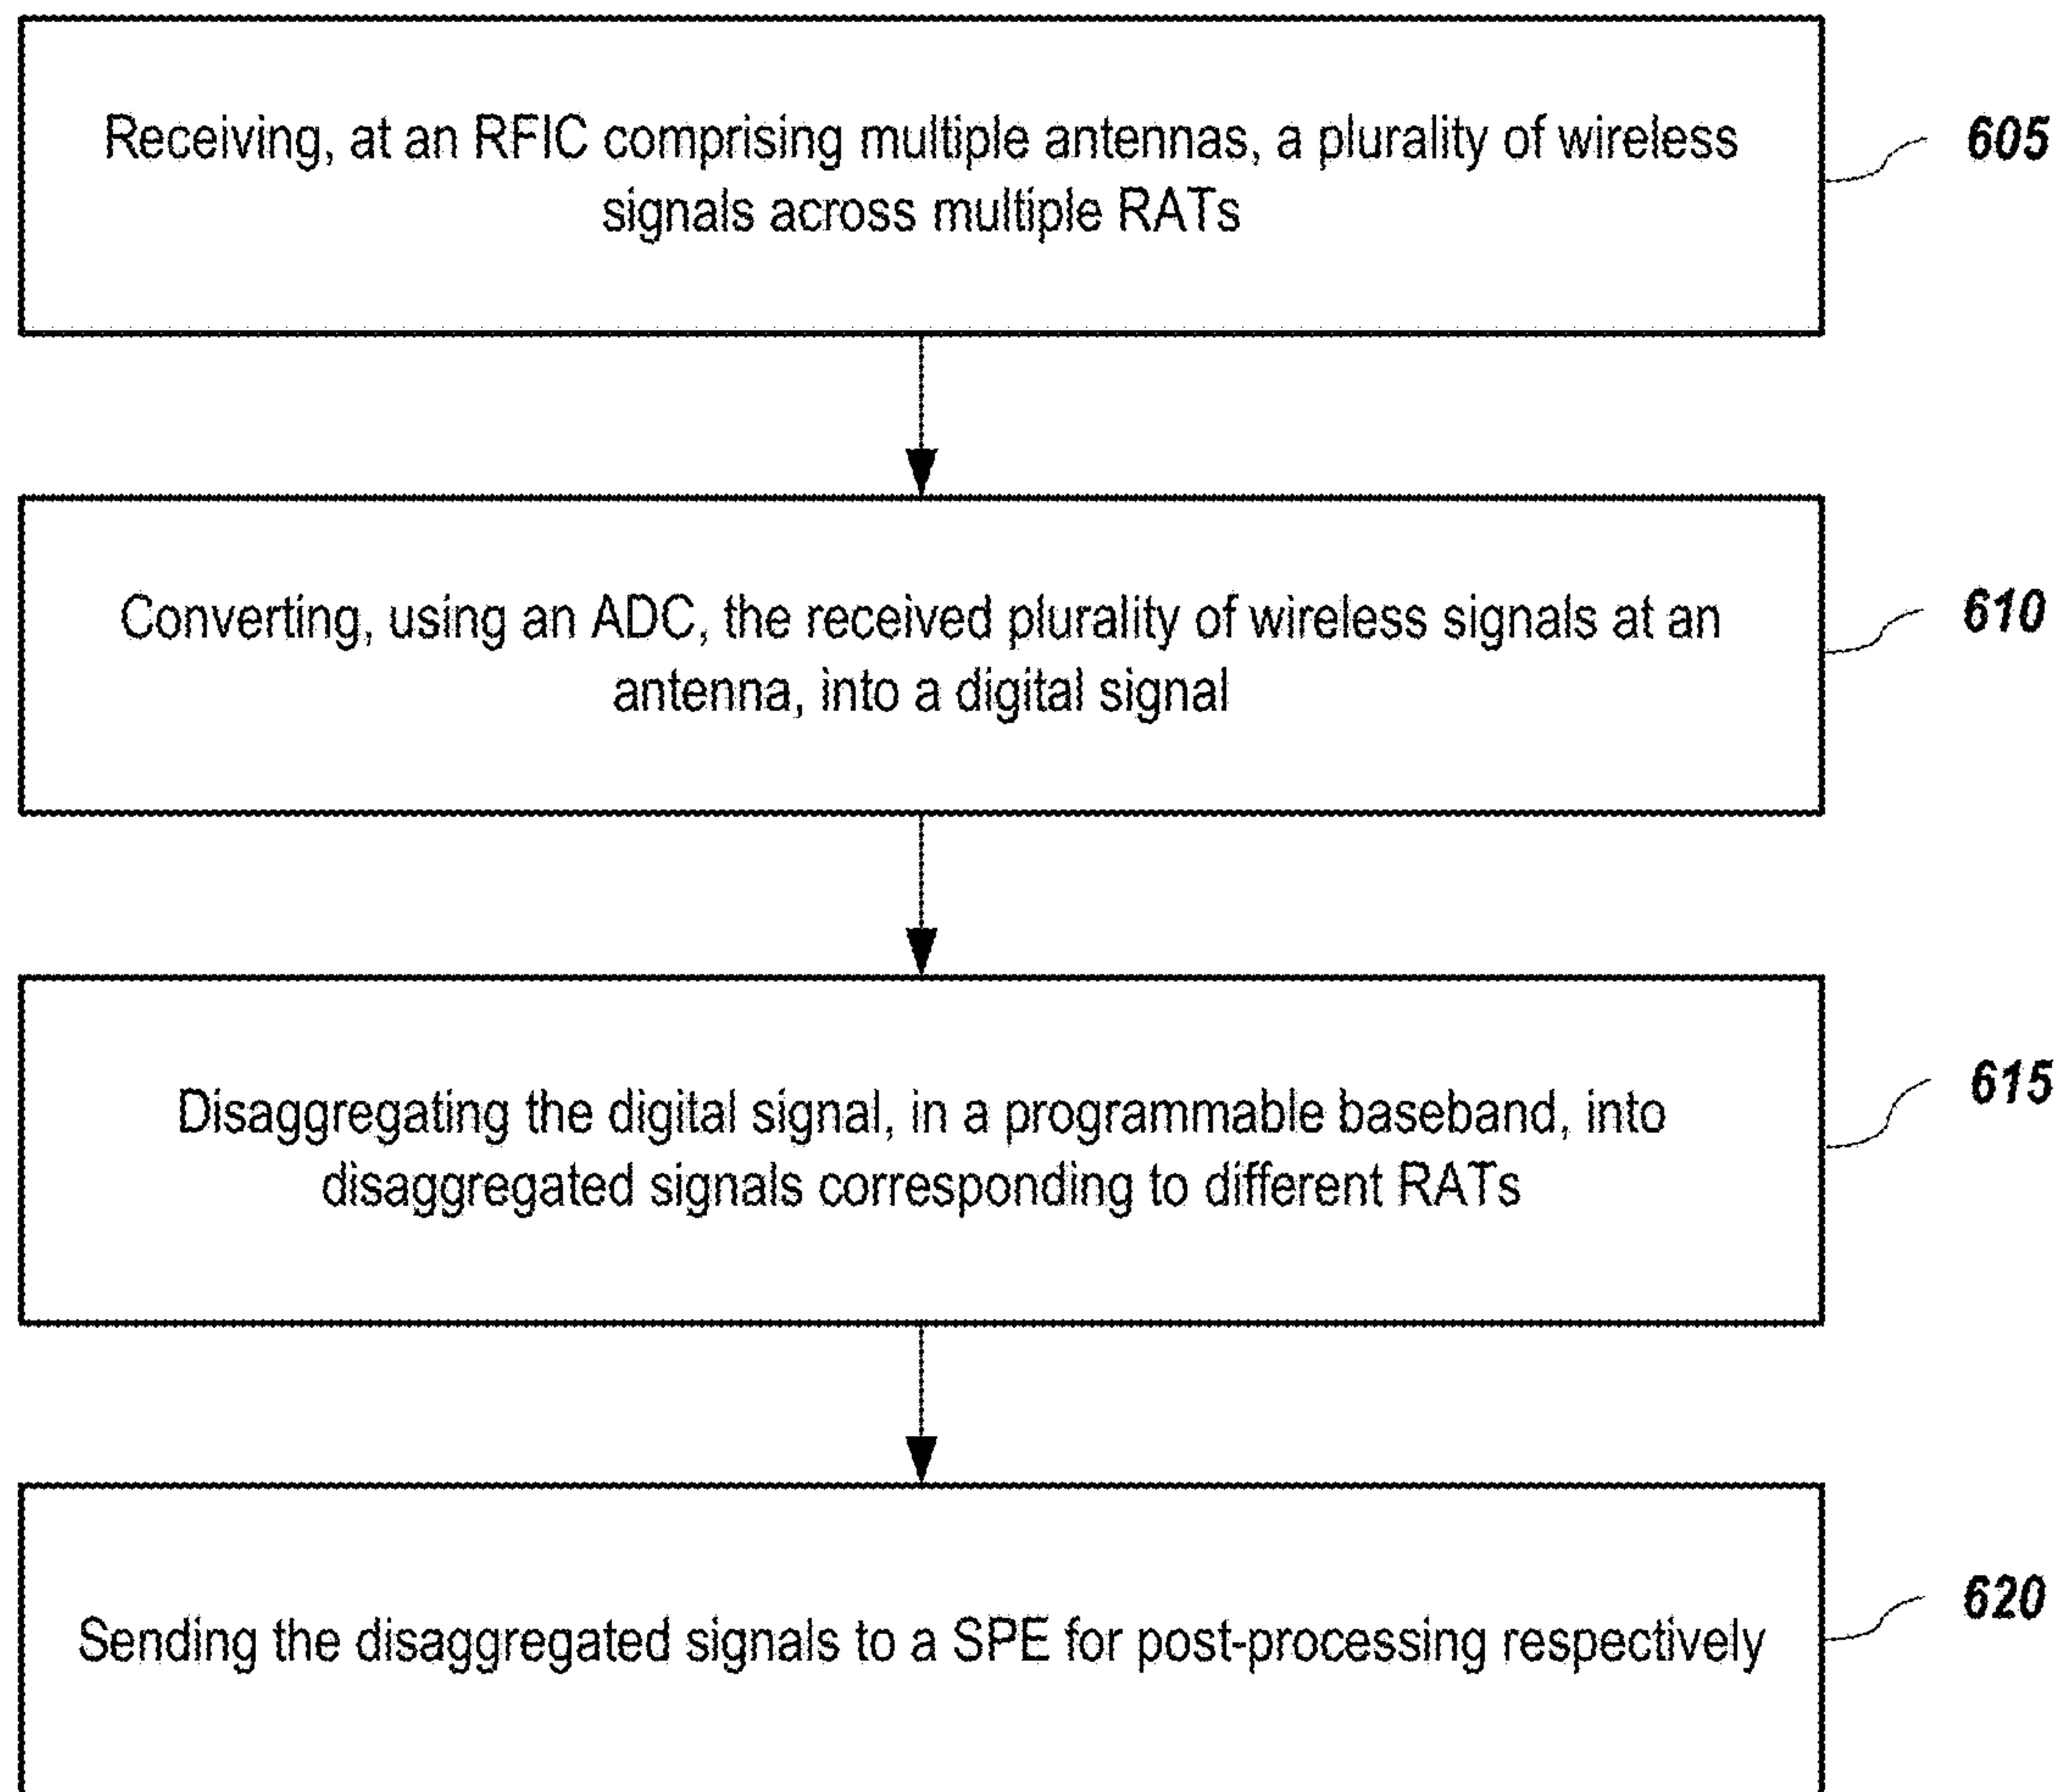 Receiving, at an RFIC comprising multiple antennas, a plurality of wireless
signals across multiple RATs
605
Converting, using an ADC, the received plurality of wireless signals at an
antenna, into a digital signal
610
Disaggregating the digital signal, in a programmable baseband, into
disaggregated signals corresponding to different RATs
615
Sending the disaggregated signals to a SPE for post-processing respectively
620